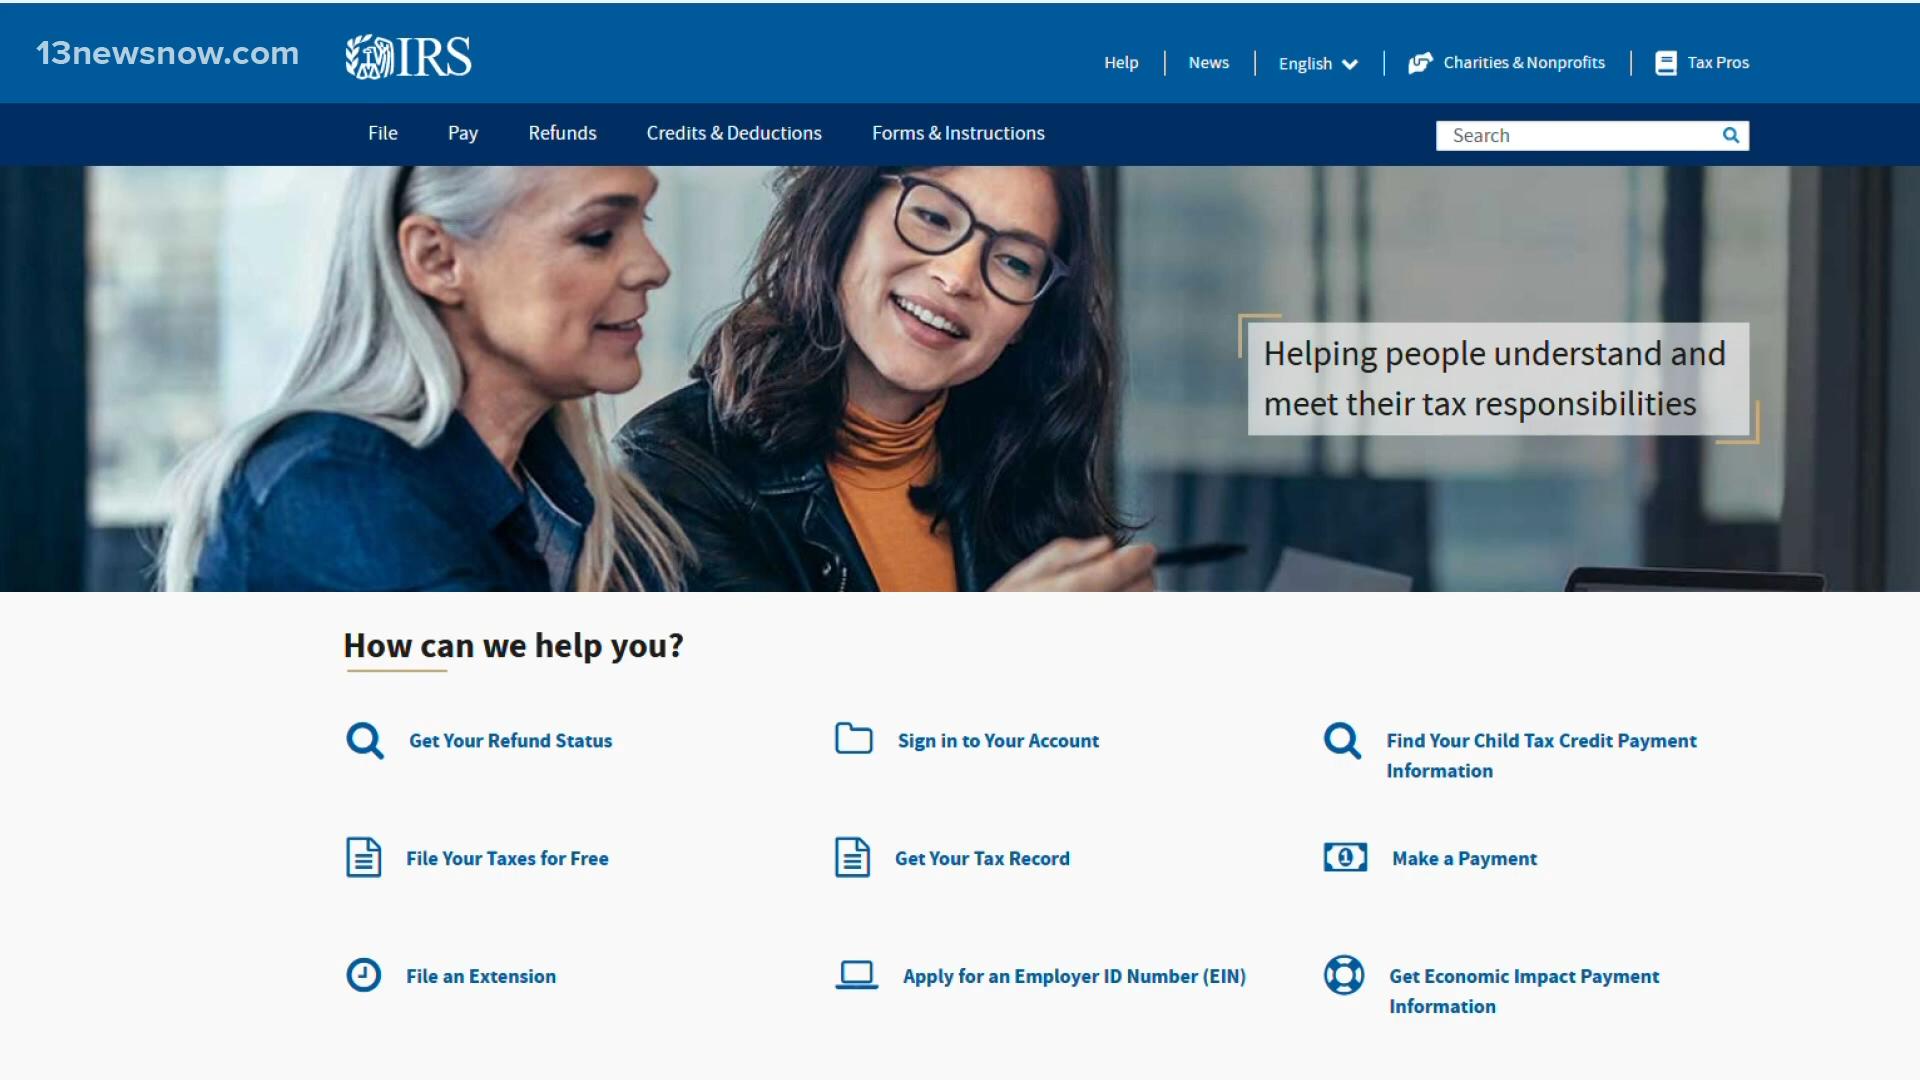 13newsnow.com
IRS
Help
News
English
Charities & Nonprofits
Tax Pros
File
Pay
Refunds
Credits & Deductions
Forms & Instructions
Search
Helping people understand and
meet their tax responsibilities
How can we help you?
Get Your Refund Status
Sign in to Your Account
Find Your Child Tax Credit Payment
Information
File Your Taxes for Free
Get Your Tax Record
1
Make a Payment
File an Extension
Apply for an Employer ID Number (EIN)
Get Economic Impact Payment
Information